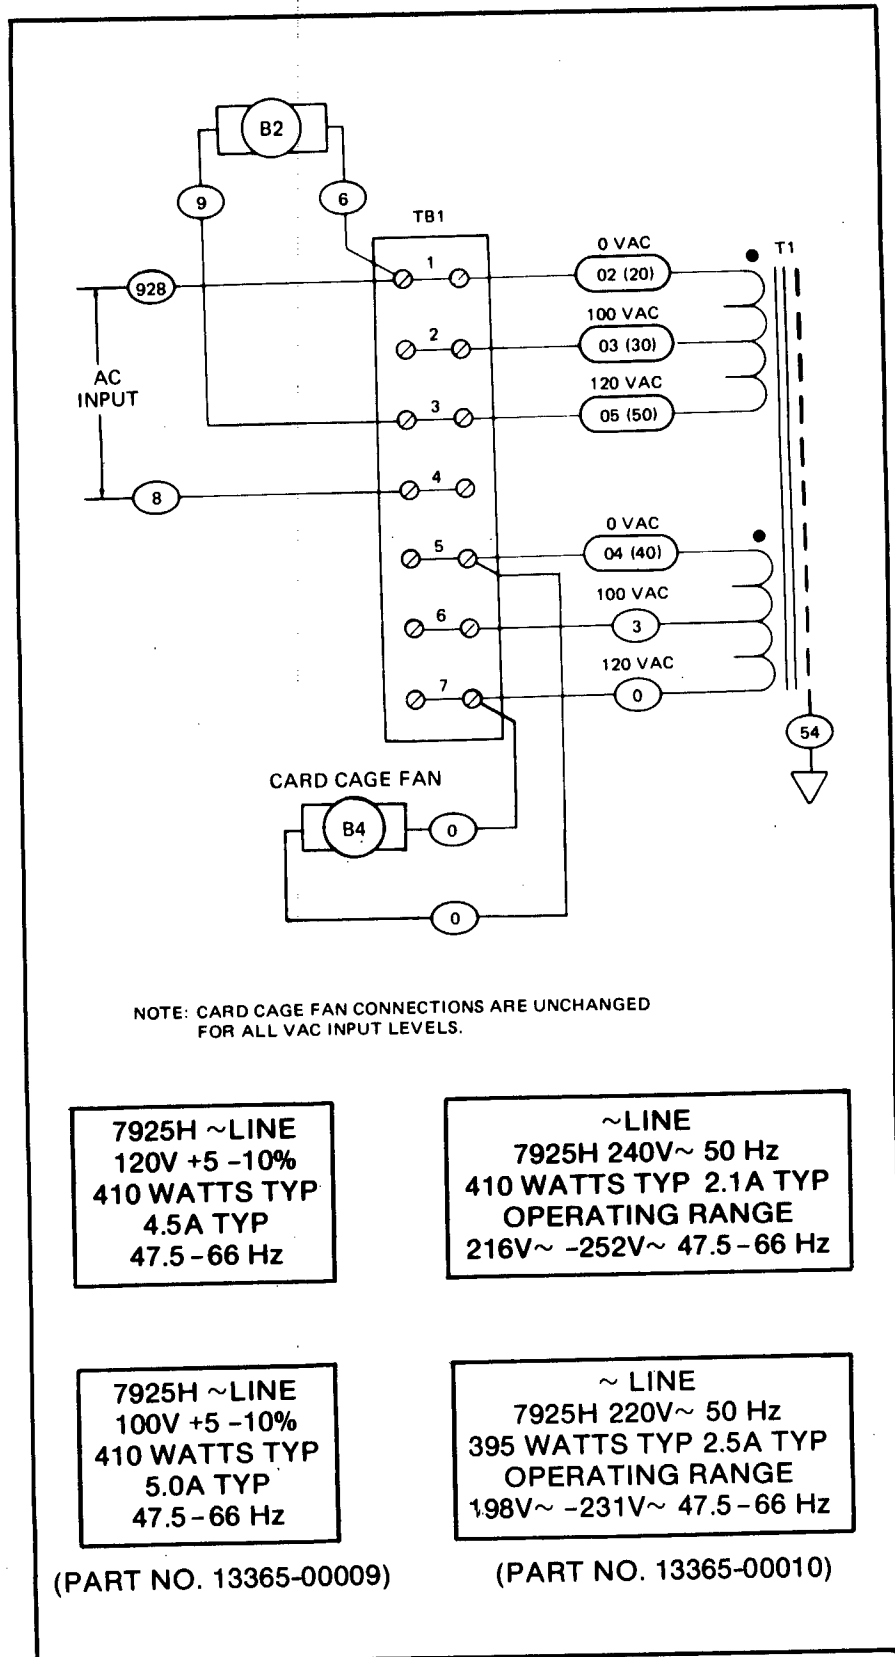 B2
9
6
TB1
1
0 VAC
T1
02 (20)
928
100 VAC
2
03 (30)
AC
INPUT
120 VAC
3
05 (50)
4
8
0 VAC
5
04 (40)
100 VAC
6
3
120 VAC
7
0
54
CARD CAGE FAN
B4
0
0
NOTE: CARD CAGE FAN CONNECTIONS ARE UNCHANGED
FOR ALL VAC INPUT LEVELS.
7925H ~LINE
120V +5 -10%
410 WATTS TYP
4.5A TYP
47.5-66 Hz
~LINE
7925H 240V~ 50 Hz
410 WATTS TYP 2.1A TYP
OPERATING RANGE
216V~ -252V~ 47.5-66 Hz
7925H ~LINE
100V +5 -10%
410 WATTS TYP
5.0A TYP
47.5-66 Hz
~ LINE
7925H 220V~ 50 Hz
395 WATTS TYP 2.5A TYP
OPERATING RANGE
198V~ -231V~ 47.5-66 Hz
(PART NO. 13365-00009)
(PART NO. 13365-00010)